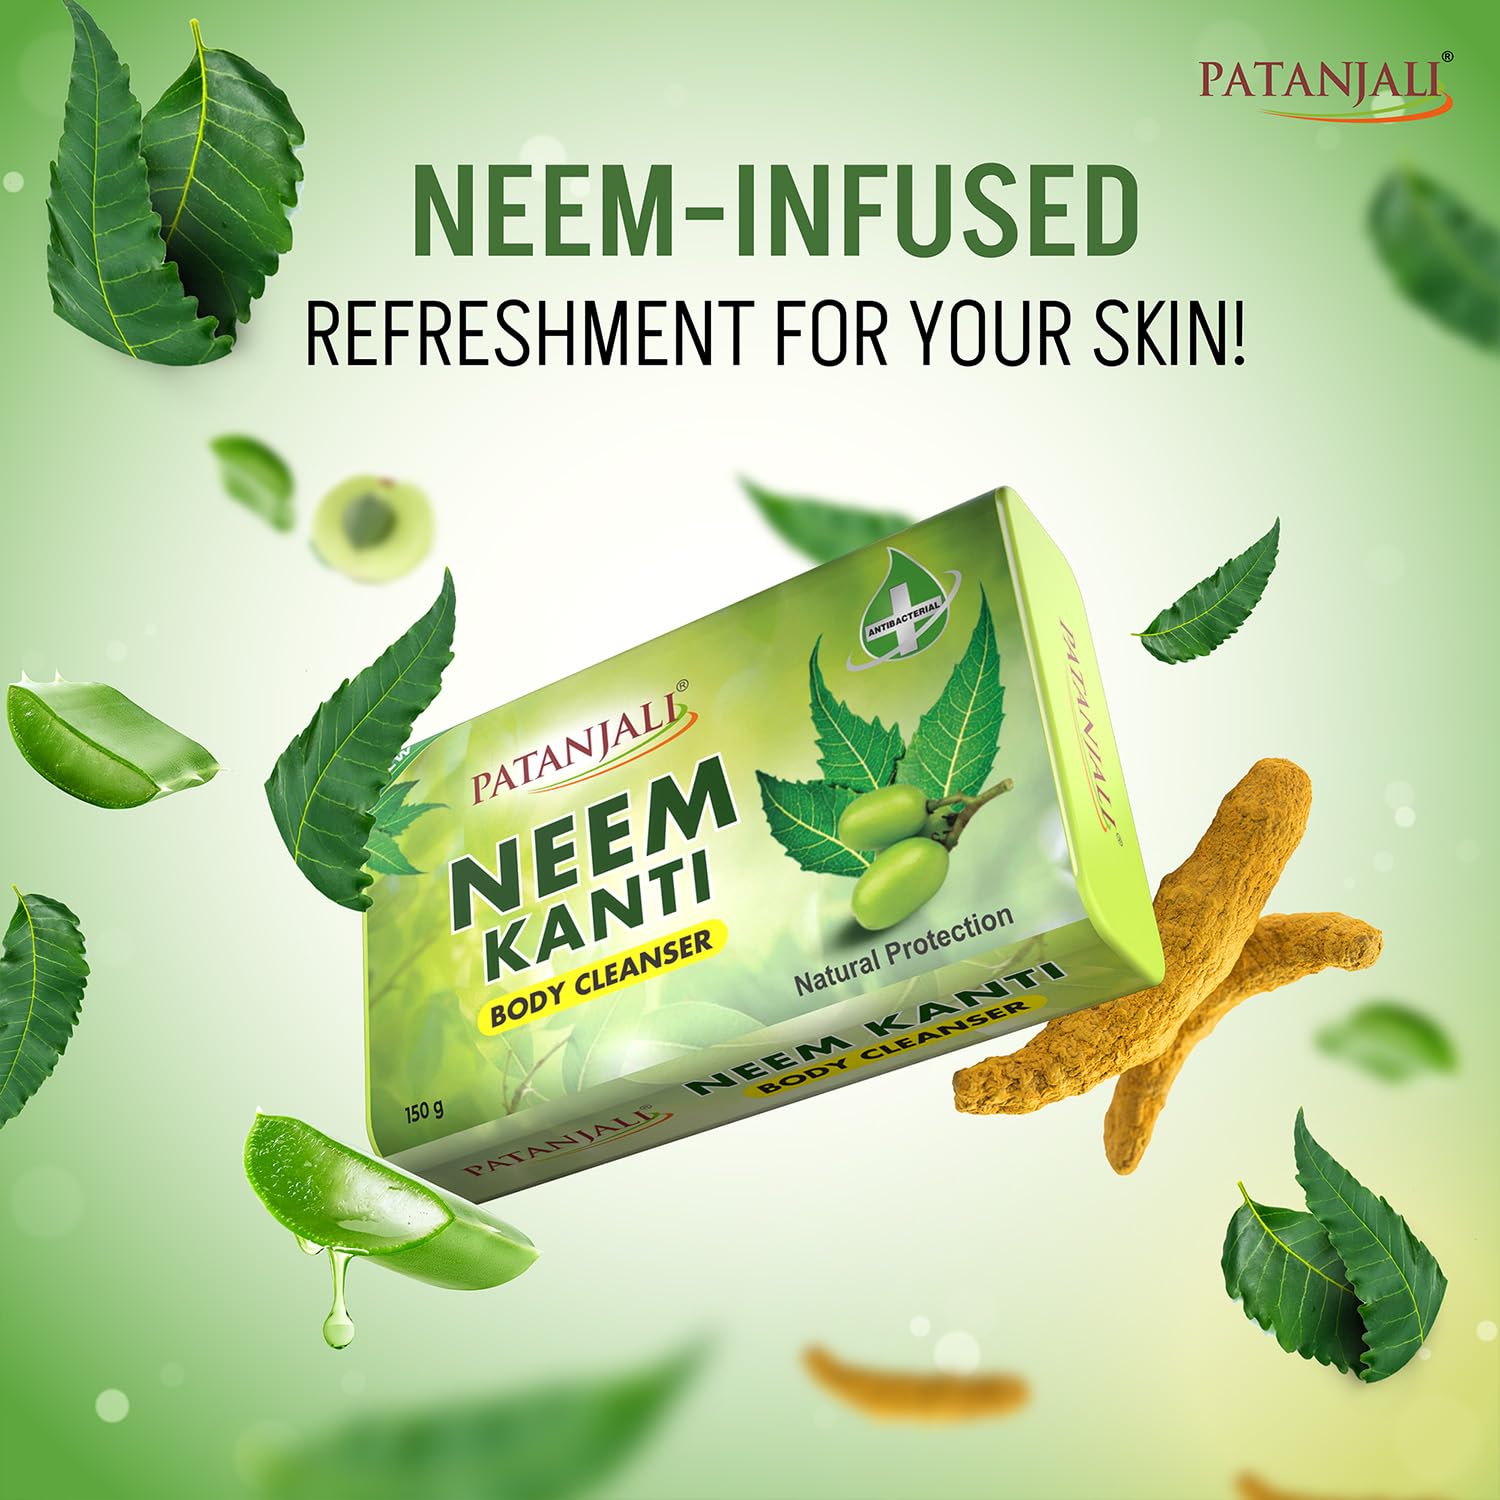 PATANJALI®
NEEM-INFUSED
REFRESHMENT FOR YOUR SKIN!
ANTIBACTERIAL
PATANJALI®
NEEM
KANTI
BODY CLEANSER
Natural Protection
150 g
PATANJALI®
NEEM KANTI
BODY CLEANSER
PATANJALI®